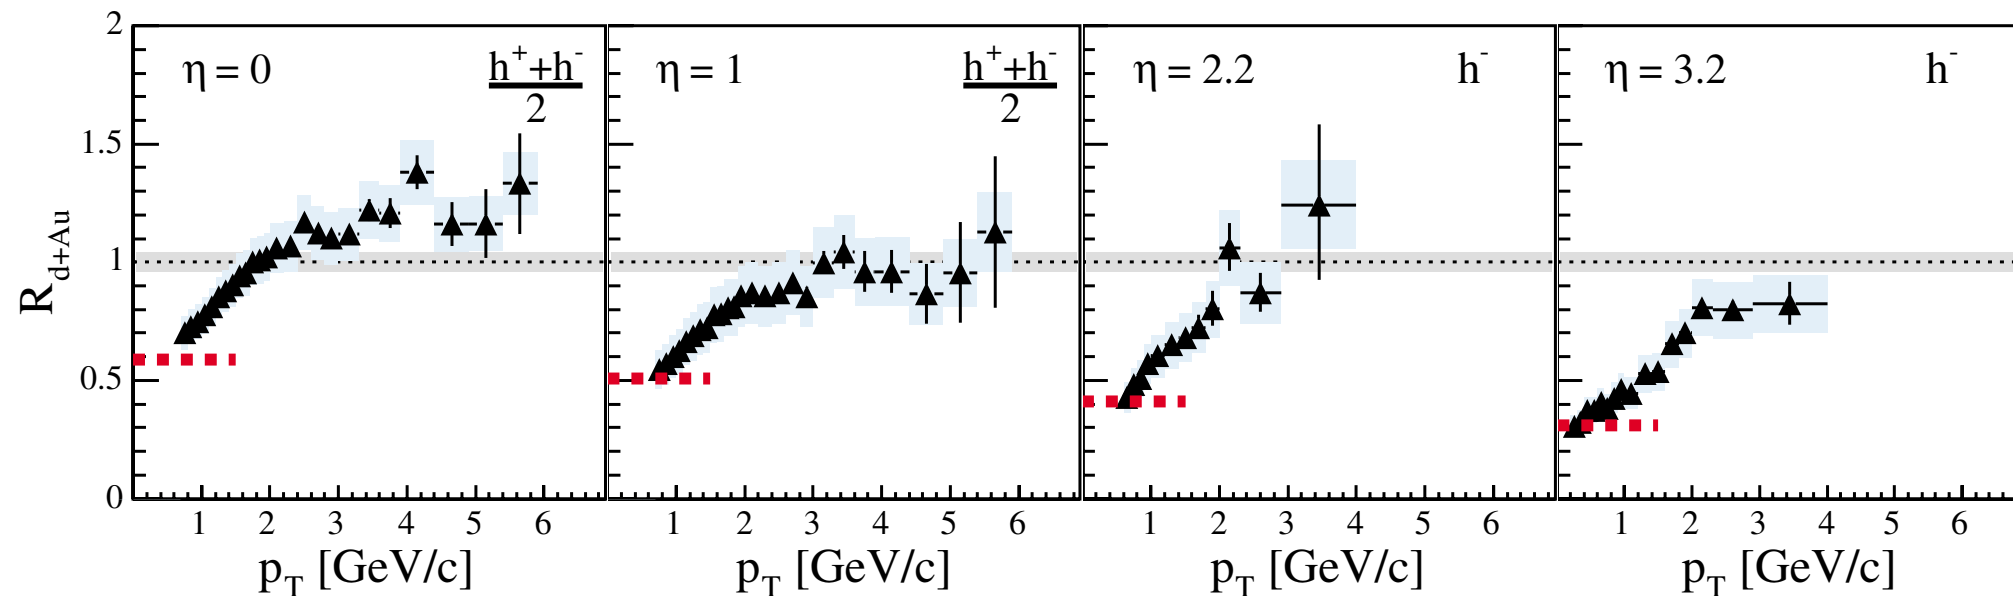 R_{d+Au}
2
1.5
1
0.5
0
η = 0
h⁺+h⁻
2
1 2 3 4 5 6
p_T [GeV/c]
η = 1
h⁺+h⁻
2
1 2 3 4 5 6
p_T [GeV/c]
η = 2.2
h⁻
1 2 3 4 5 6
p_T [GeV/c]
η = 3.2
h⁻
1 2 3 4 5 6
p_T [GeV/c]